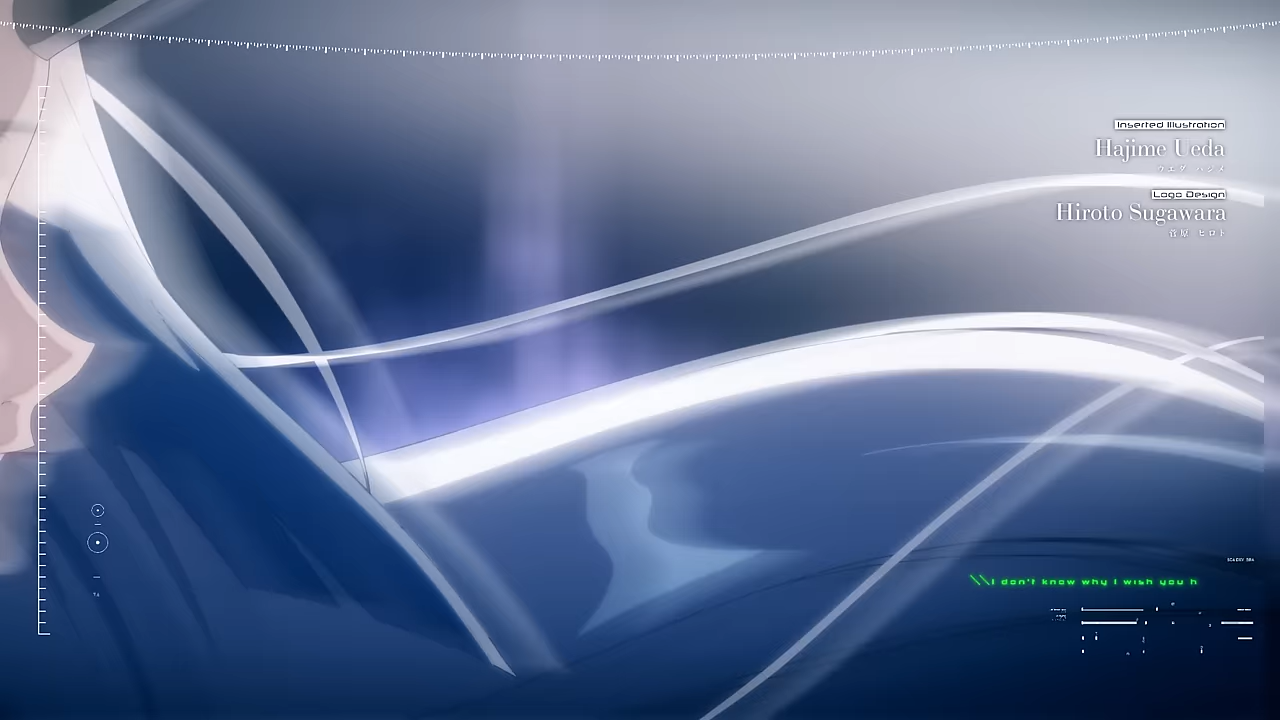 Inserted Illustration
Hajime Ueda
ウエダ ハジメ
Logo Design
Hiroto Sugawara
菅原 ヒロト
\\I don't know why I wish you h